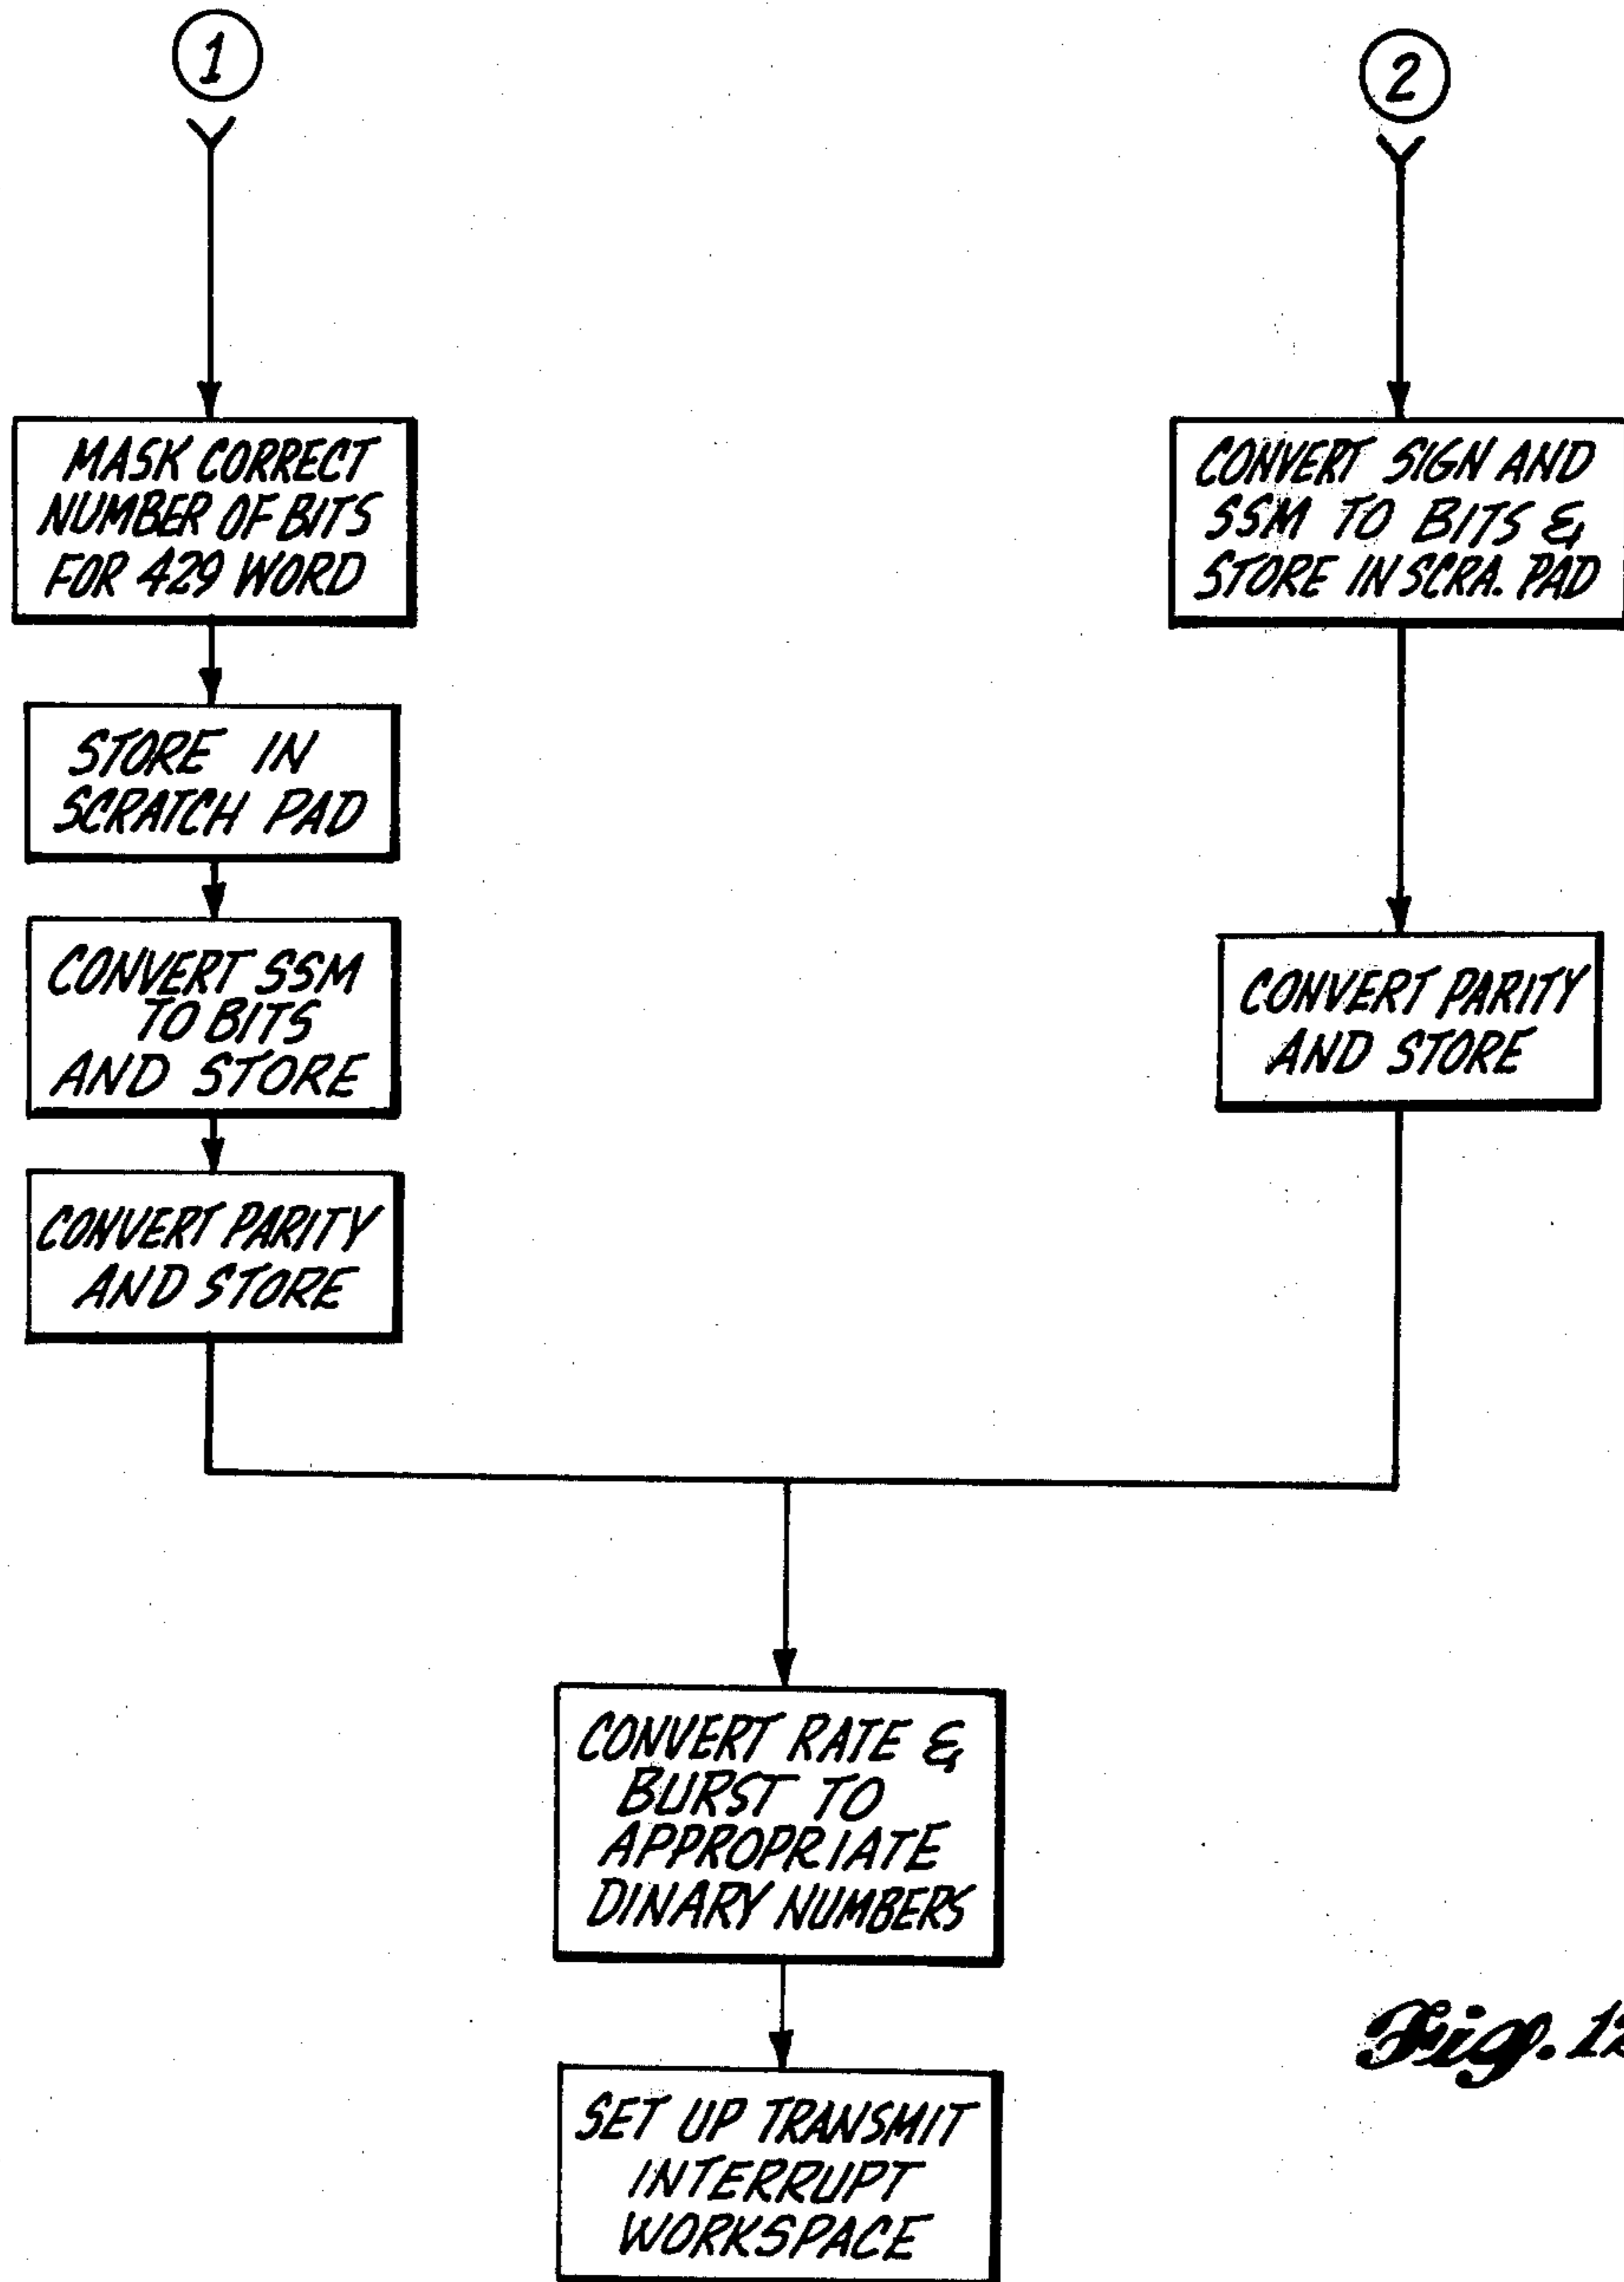 1
2
MASK CORRECT
NUMBER OF BITS
FOR 429 WORD
STORE IN
SCRATCH PAD
CONVERT SSM
TO BITS
AND STORE
CONVERT PARITY
AND STORE
CONVERT SIGN AND
SSM TO BITS &
STORE IN SCRA. PAD
CONVERT PARITY
AND STORE
CONVERT RATE &
BURST TO
APPROPRIATE
DINARY NUMBERS
SET UP TRANSMIT
INTERRUPT
WORKSPACE
Fig.